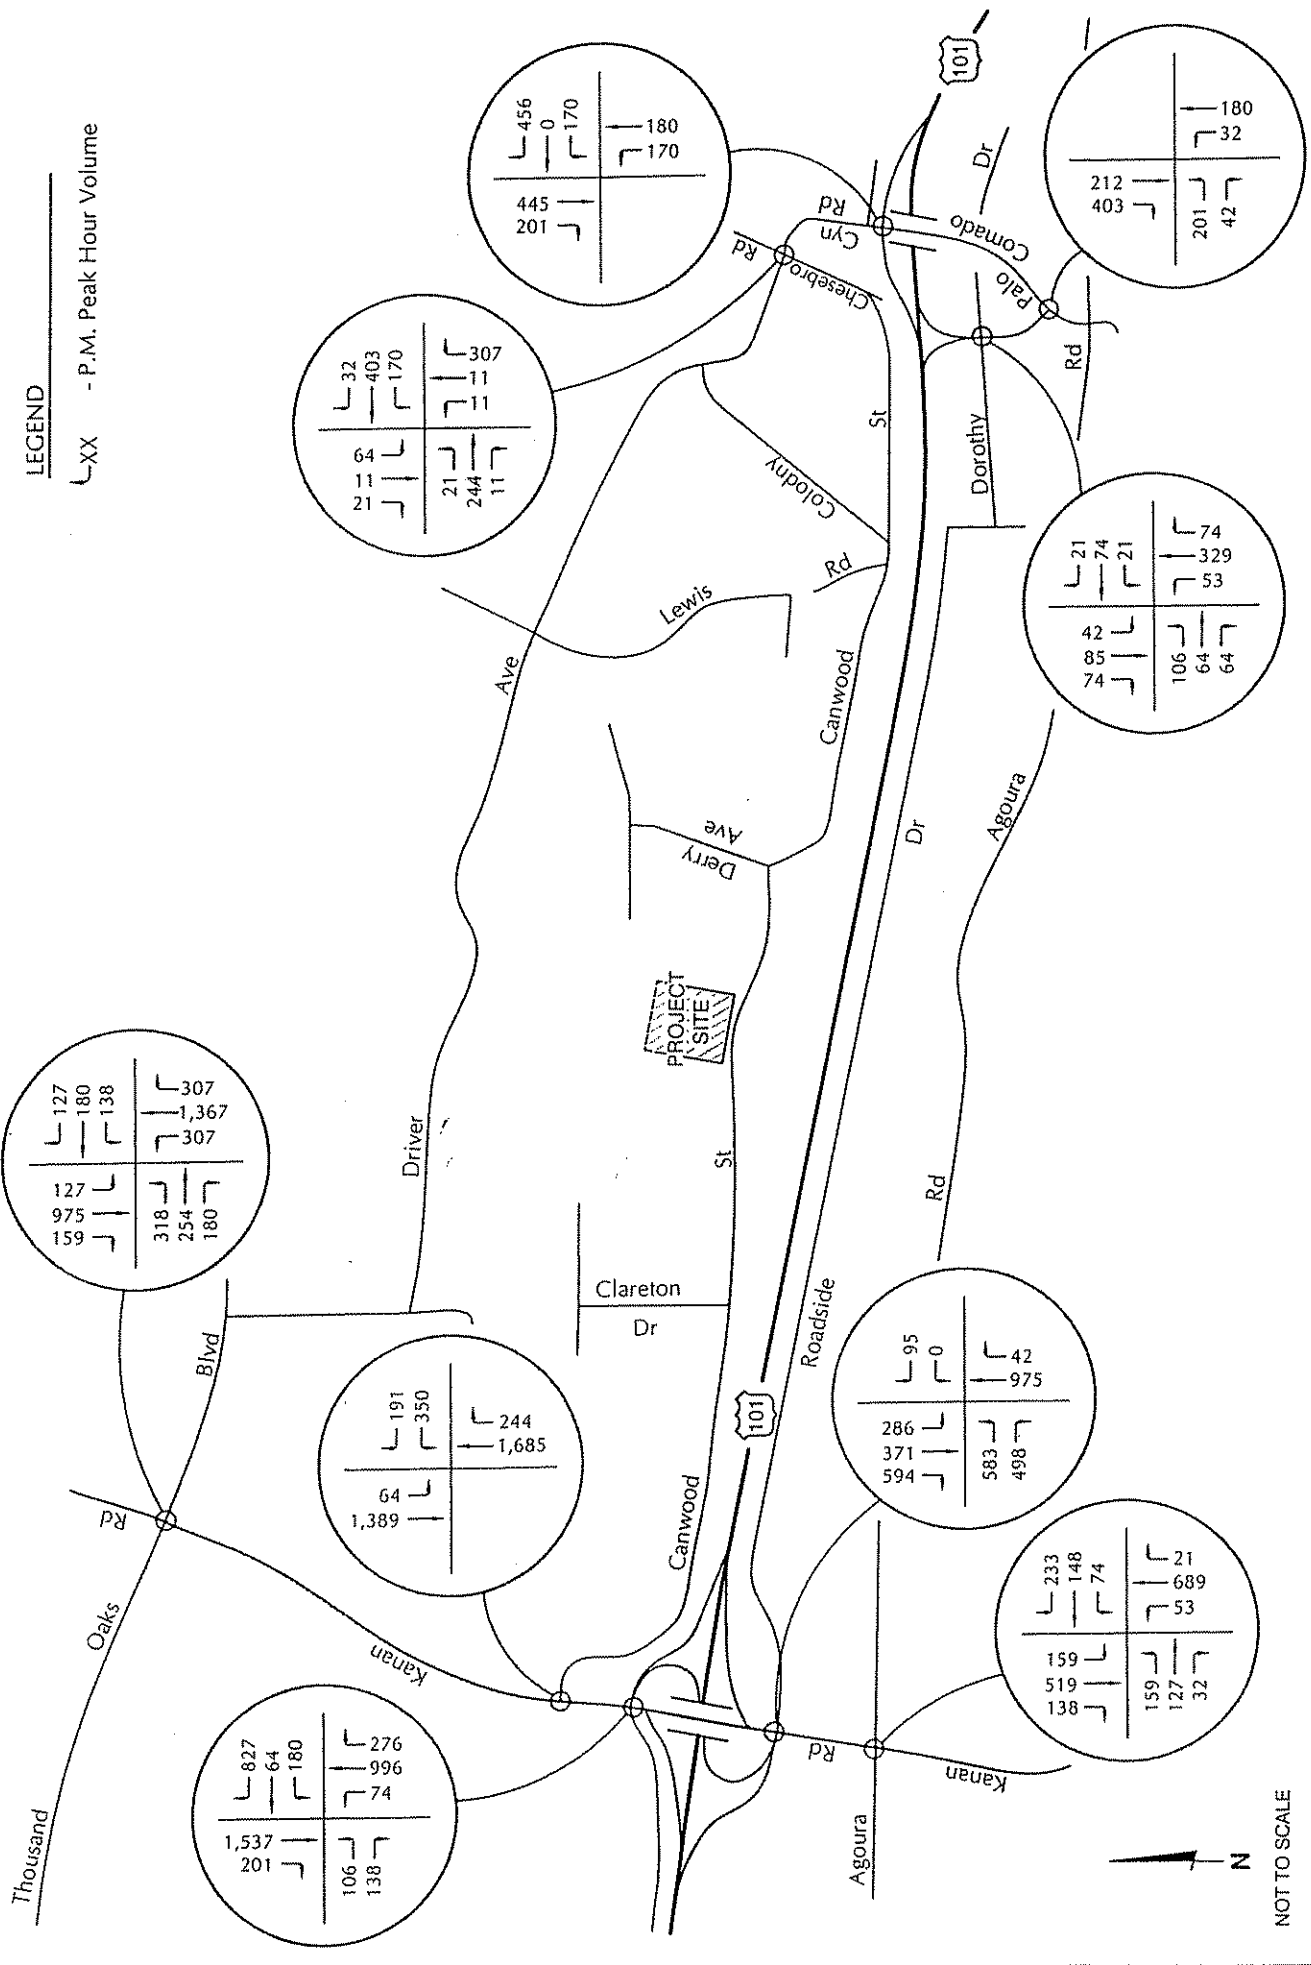 LEGEND
XX - P.M. Peak Hour Volume
456
0
170
445
201
180
170
32
403
170
64
11
21
307
11
11
21
244
11
212
403
180
32
201
42
21
74
21
42
85
74
74
329
53
106
64
64
127
180
138
127
975
159
307
1,367
307
318
254
180
191
350
64
1,389
244
1,685
95
0
286
371
594
42
975
583
498
827
64
180
1,537
201
276
996
74
106
138
233
148
74
159
519
138
21
689
53
159
127
32
Thousand
Oaks
Blvd
Kanan
Rd
Driver
Ave
Clareton
Dr
Canwood
St
PROJECT
SITE
Derry
Ave
Lewis
Rd
Canwood
St
Colodny
Chesebro
Rd
Cyn
Rd
101
101
Palo
Comado
Dorothy
Dr
Roadside
Dr
Agoura
Rd
Agoura
Rd
Rd
Kanan
N
NOT TO SCALE